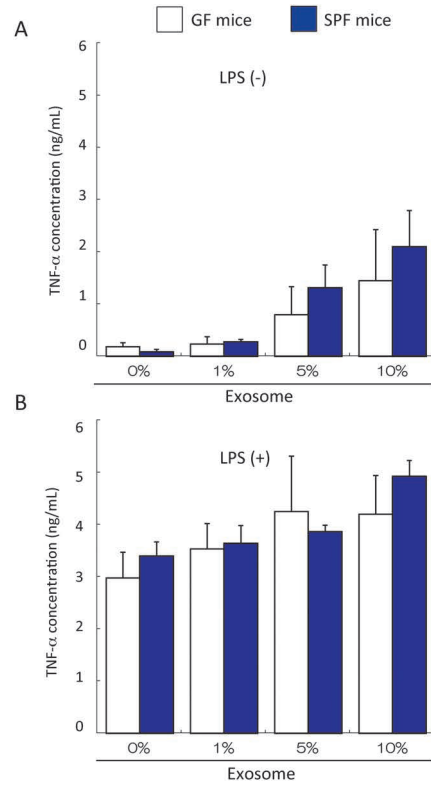 GF mice SPF mice
A
6
5
4
3
2
1
0
TNF-α concentration (ng/mL)
LPS (-)
0% 1% 5% 10%
Exosome
B
6
5
4
3
2
1
0
TNF-α concentration (ng/mL)
LPS (+)
0% 1% 5% 10%
Exosome